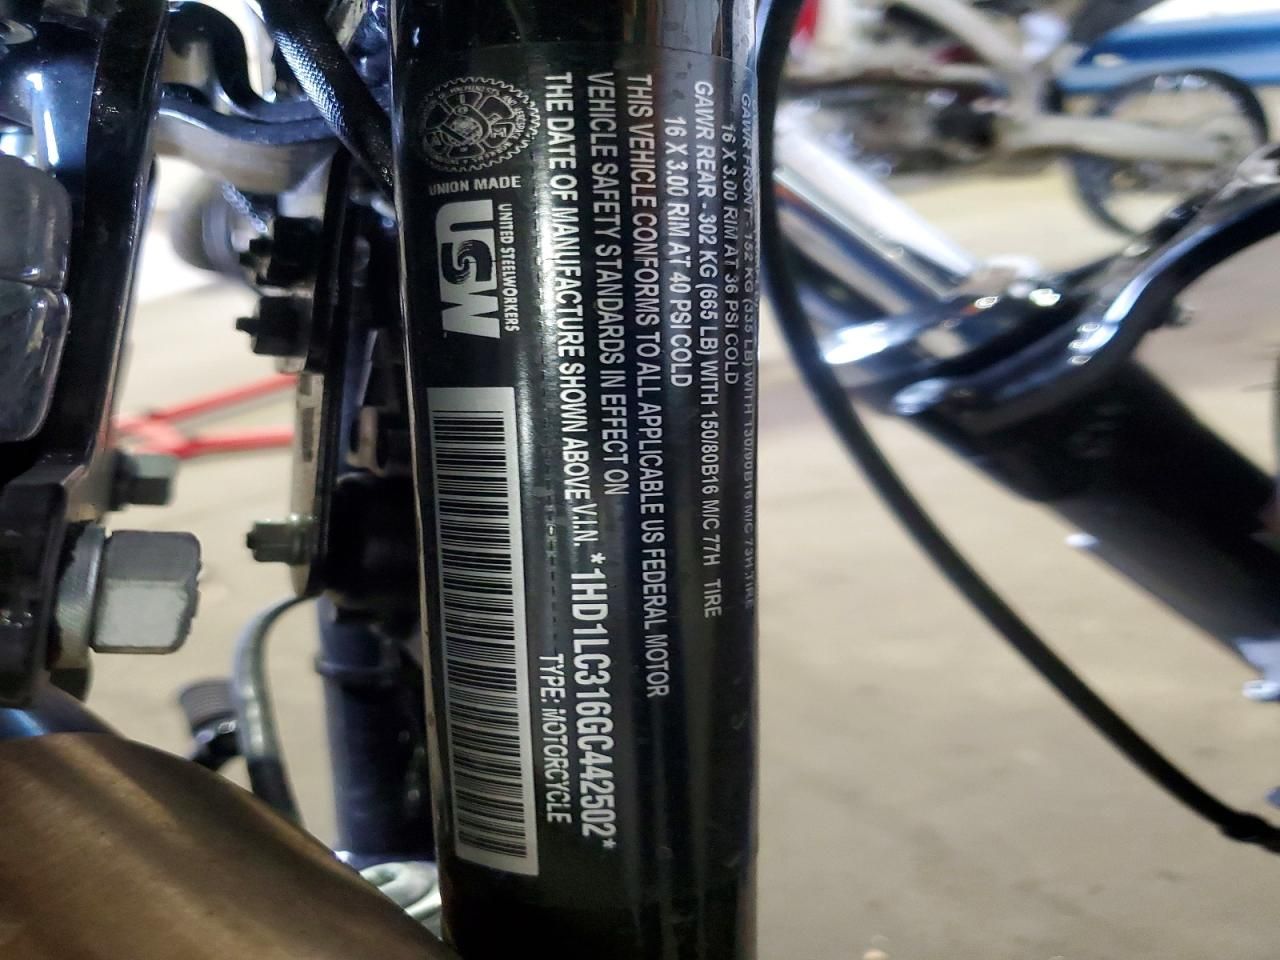 GAWR FRONT - 152 KG (335 LB) WITH 130/90B16 M/C 73H TIRE
16 X 3.00 RIM AT 36 PSI COLD
GAWR REAR - 302 KG (665 LB) WITH 150/80B16 M/C 77H TIRE
16 X 3.00 RIM AT 40 PSI COLD
THIS VEHICLE CONFORMS TO ALL APPLICABLE US FEDERAL MOTOR
VEHICLE SAFETY STANDARDS IN EFFECT ON
THE DATE OF MANUFACTURE SHOWN ABOVE V.I.N. *1HD1LC316GC442502*
TYPE: MOTORCYCLE
UNION MADE
UNITED STEELWORKERS
USW